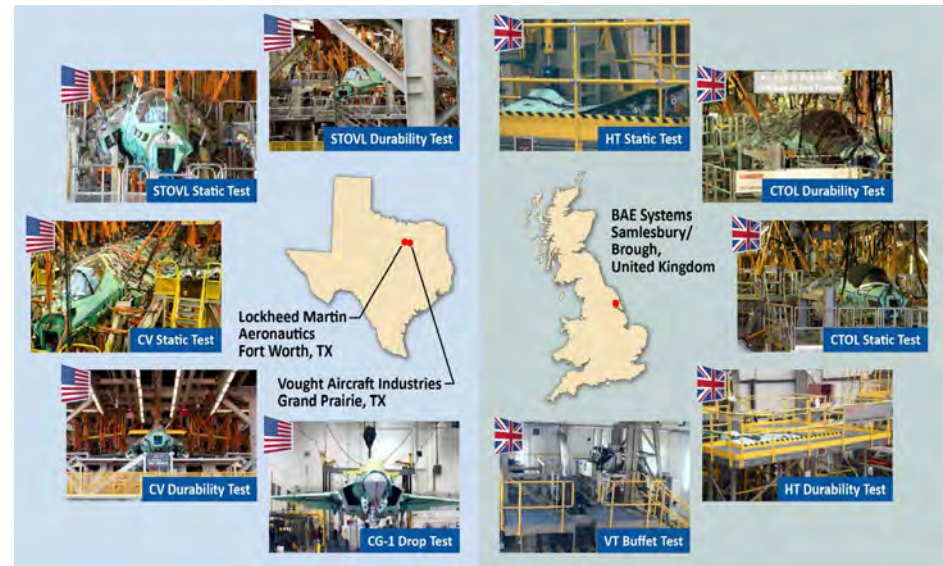 STOVL Durability Test
HT Static Test
STOVL Static Test
CTOL Durability Test
BAE Systems
Samlesbury/
Brough,
United Kingdom
Lockheed Martin
Aeronautics
Fort Worth, TX
CV Static Test
CTOL Static Test
Vought Aircraft Industries
Grand Prairie, TX
CV Durability Test
CG-1 Drop Test
VT Buffet Test
HT Durability Test